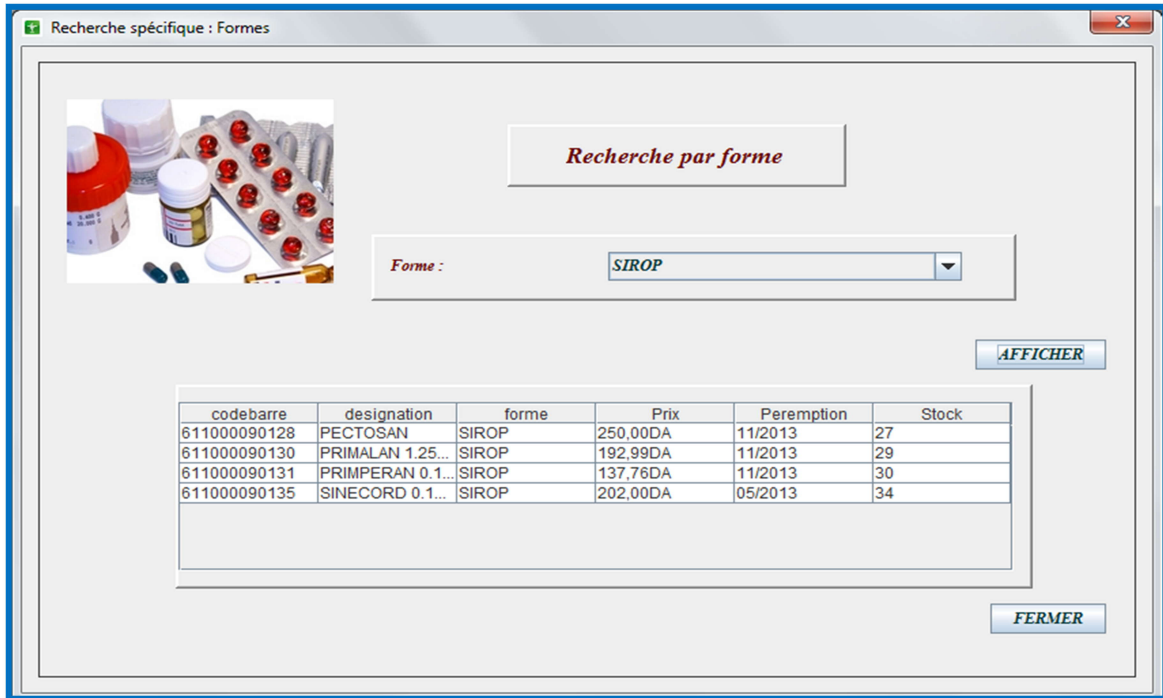 Recherche spécifique : Formes
Recherche par forme
Forme :
SIROP
AFFICHER
codebarre designation forme Prix Peremption Stock
611000090128 PECTOSAN SIROP 250,00DA 11/2013 27
611000090130 PRIMALAN 1.25... SIROP 192,99DA 11/2013 29
611000090131 PRIMPERAN 0.1... SIROP 137,76DA 11/2013 30
611000090135 SINECORD 0.1... SIROP 202,00DA 05/2013 34
FERMER